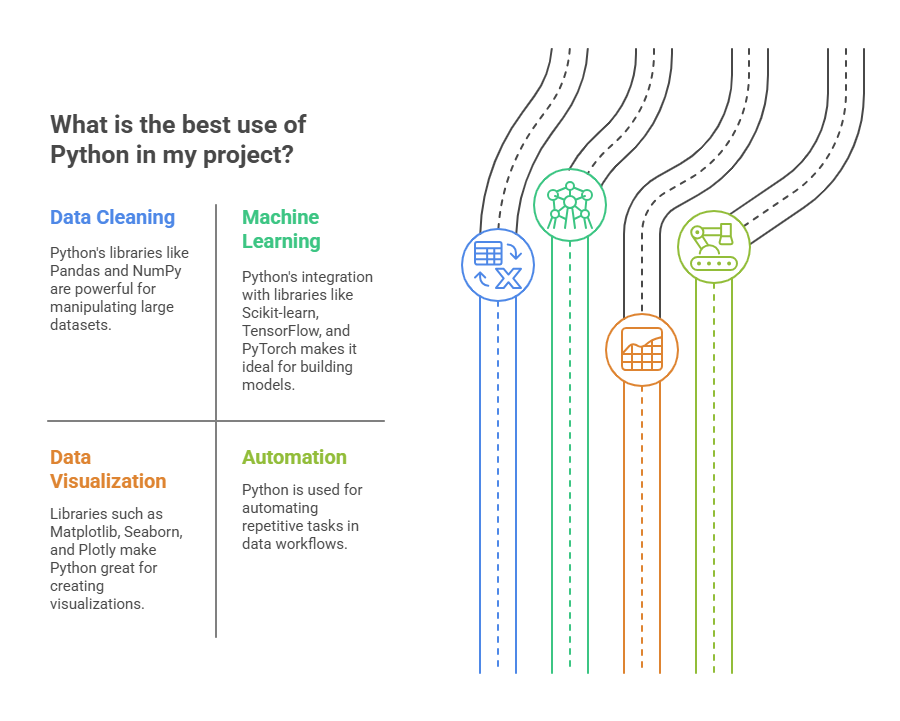 What is the best use of
Python in my project?
Data Cleaning
Python's libraries like
Pandas and NumPy
are powerful for
manipulating large
datasets.
Machine
Learning
Python's integration
with libraries like
Scikit-learn,
TensorFlow, and
PyTorch makes it
ideal for building
models.
Data
Visualization
Libraries such as
Matplotlib, Seaborn,
and Plotly make
Python great for
creating
visualizations.
Automation
Python is used for
automating
repetitive tasks in
data workflows.